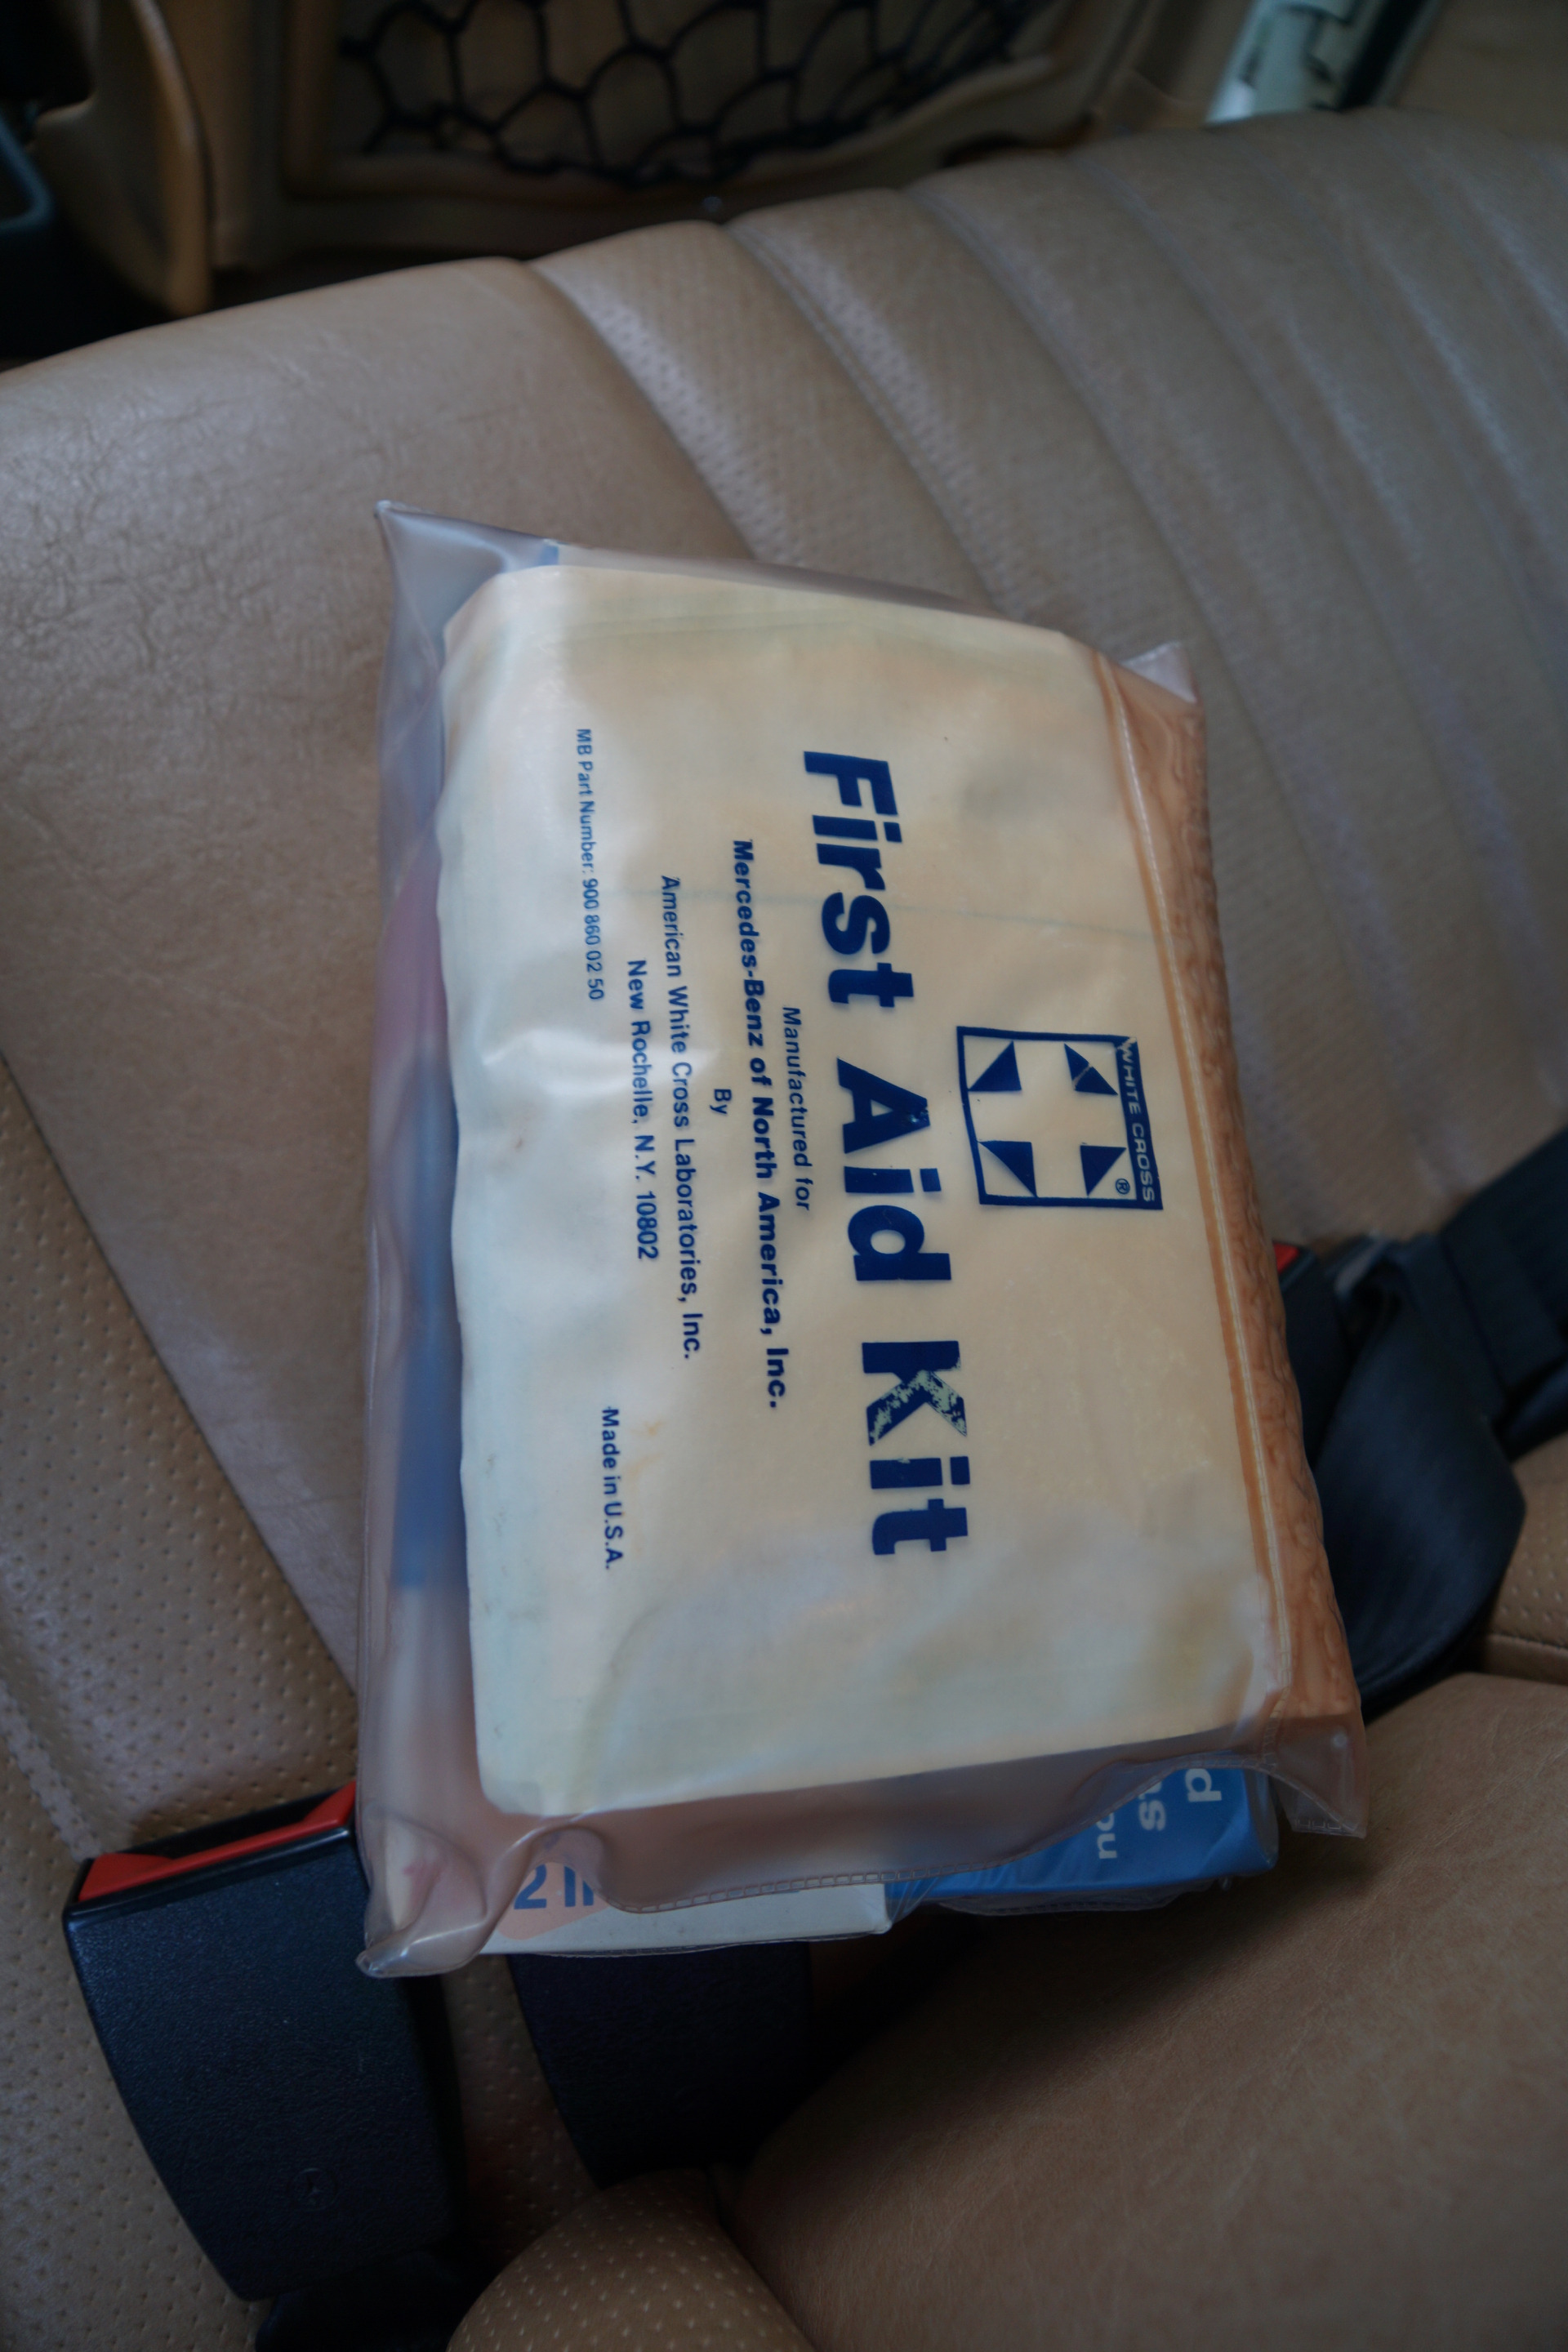 WHITE CROSS
®
First Aid Kit
Manufactured for
Mercedes-Benz of North America, Inc.
By
American White Cross Laboratories, Inc.
New Rochelle, N.Y. 10802
MB Part Number: 900 860 02 50
Made in U.S.A.